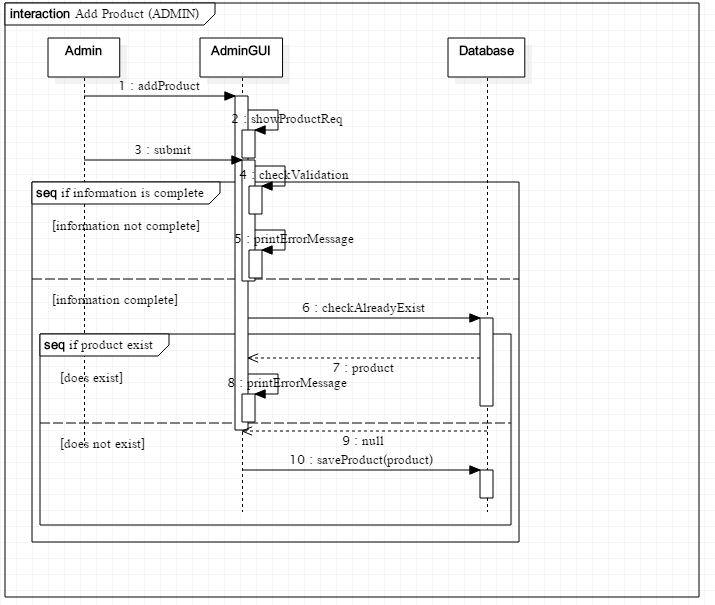 interaction Add Product (ADMIN)
Admin
AdminGUI
Database
1 : addProduct
2 : showProductReq
3 : submit
4 : checkValidation
seq if information is complete
[information not complete]
5 : printErrorMessage
[information complete]
6 : checkAlreadyExist
seq if product exist
7 : product
[does exist]
8 : printErrorMessage
[does not exist]
9 : null
10 : saveProduct(product)